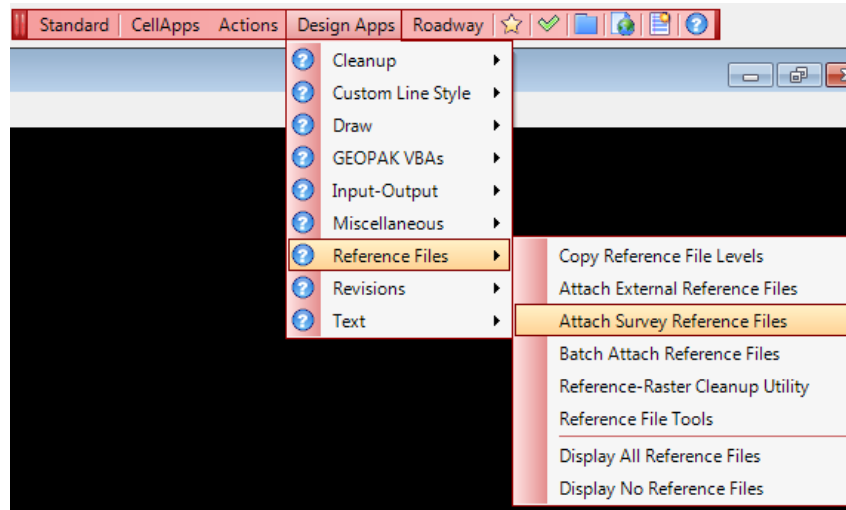 Standard CellApps Actions Design Apps Roadway
Cleanup
Custom Line Style
Draw
GEOPAK VBAs
Input-Output
Miscellaneous
Reference Files
Revisions
Text
Copy Reference File Levels
Attach External Reference Files
Attach Survey Reference Files
Batch Attach Reference Files
Reference-Raster Cleanup Utility
Reference File Tools
Display All Reference Files
Display No Reference Files